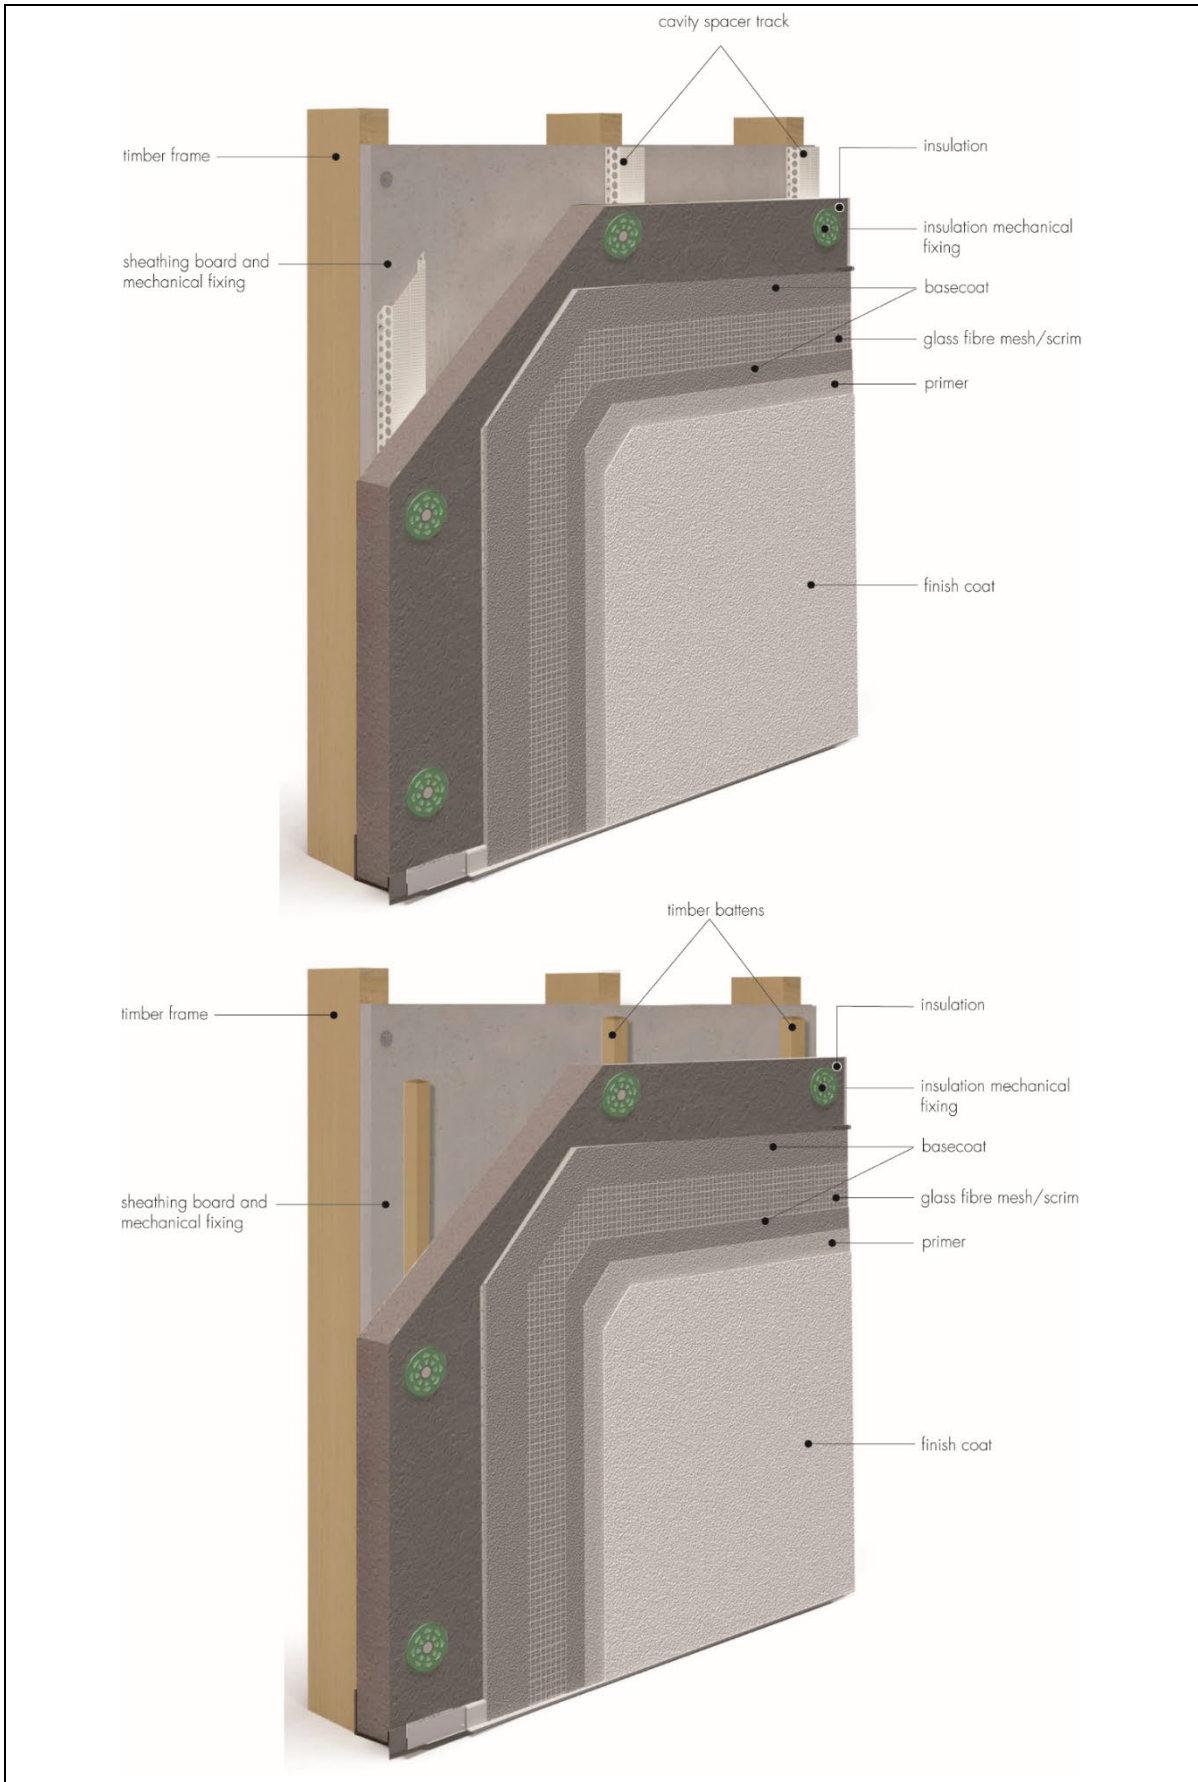 cavity spacer track
timber frame
insulation
insulation mechanical
fixing
sheathing board and
mechanical fixing
basecoat
glass fibre mesh/scrim
primer
finish coat
timber battens
timber frame
insulation
insulation mechanical
fixing
basecoat
sheathing board and
mechanical fixing
glass fibre mesh/scrim
primer
finish coat